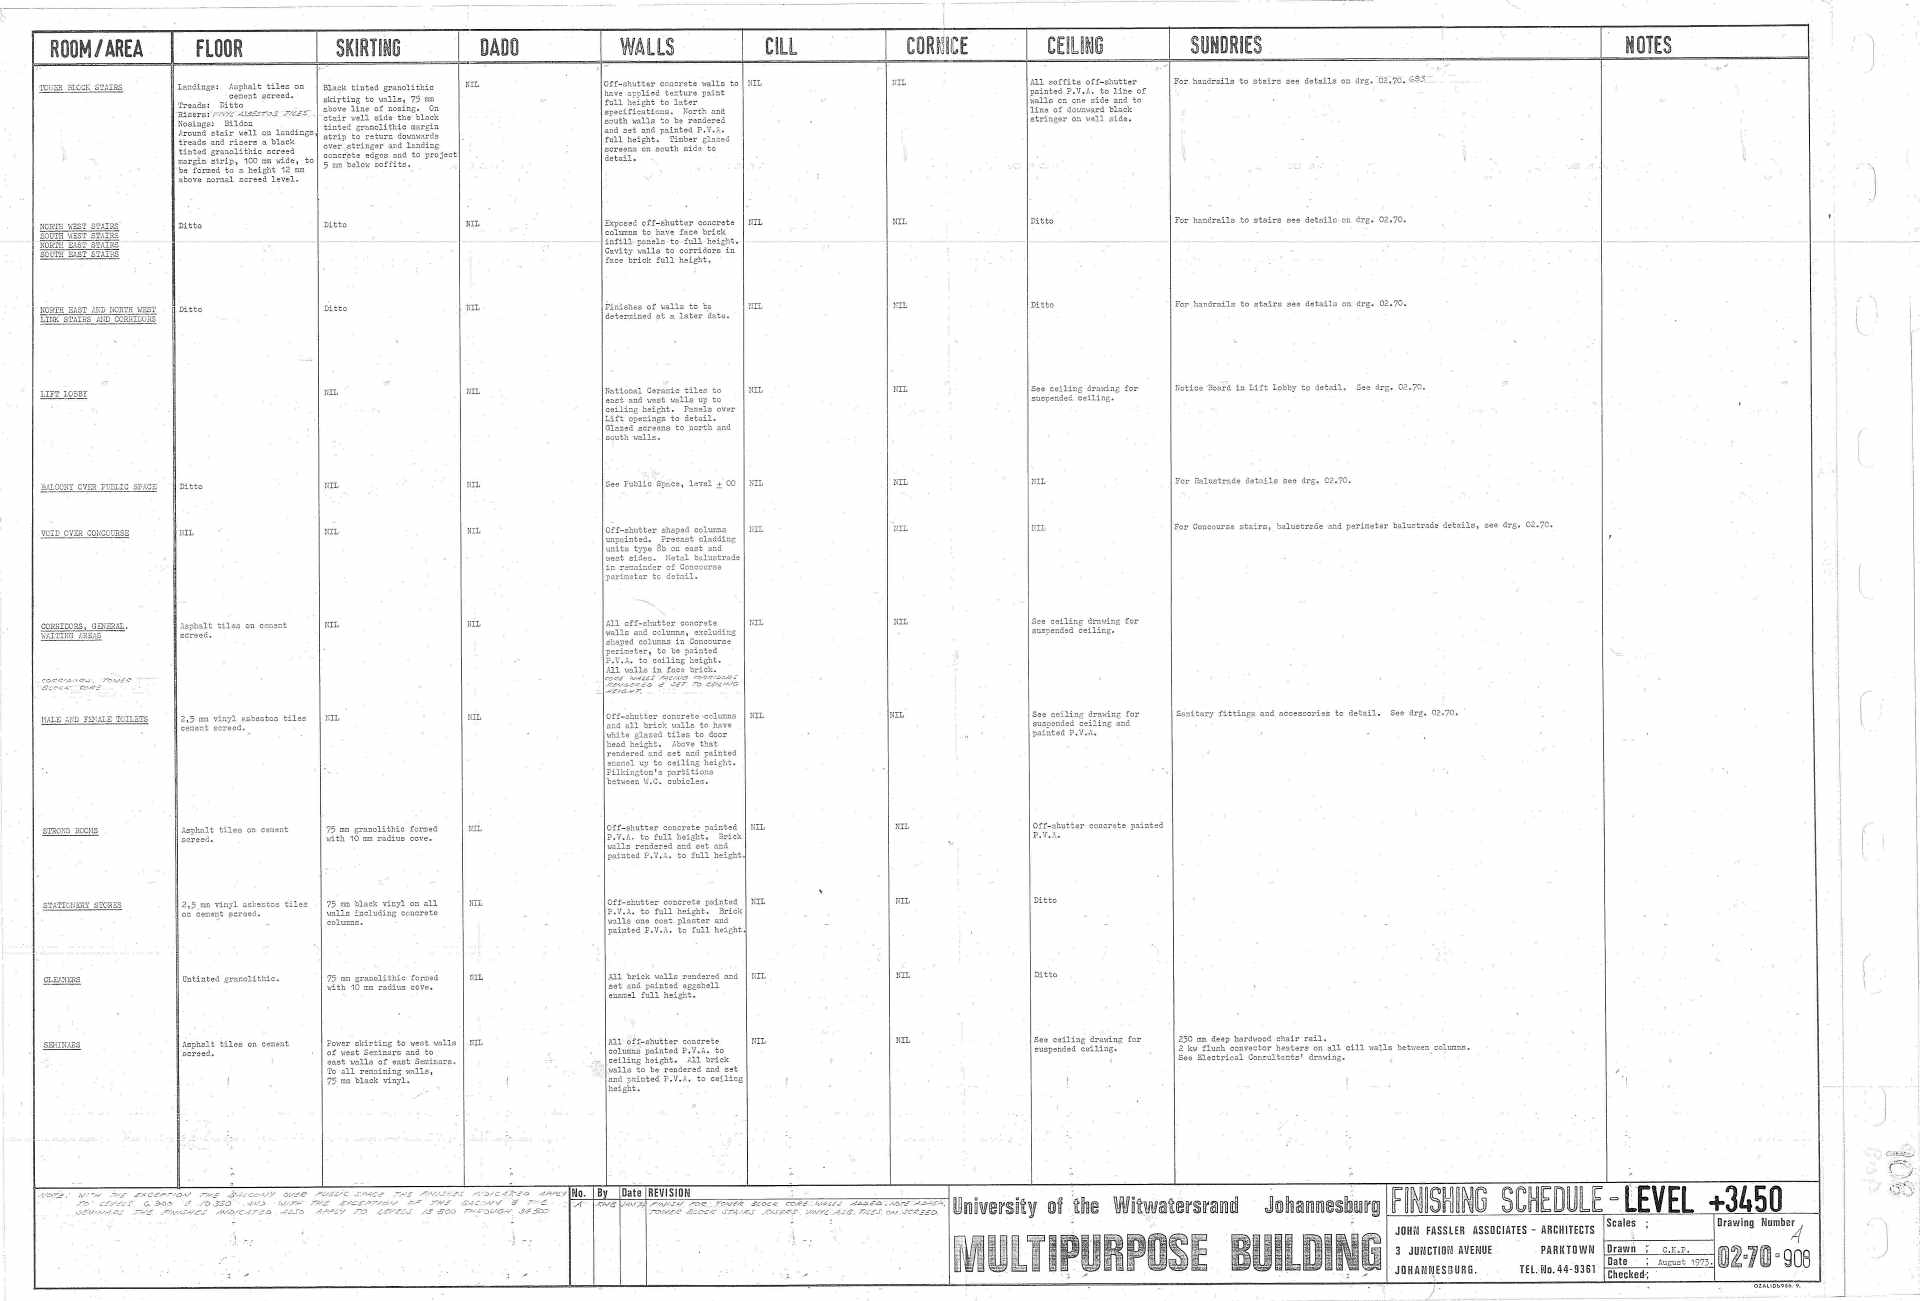 ROOM/AREA FLOOR SKIRTING DADO WALLS CILL CORNICE CEILING SUNDRIES NOTES
TOWER BLOCK STAIRS
Landings: Asphalt tiles on
cement screed.
Treads: Ditto
Risers: VINYL ASBESTOS TILES
Nosings: Bildon
Around stair well on landings,
treads and risers a black
tinted granolithic screed
margin strip, 100 mm wide, to
be formed to a height 12 mm
above normal screed level.
Black tinted granolithic
skirting to walls, 75 mm
above line of nosing. On
stair well side the black
tinted granolithic margin
strip to return downwards
over stringer and landing
concrete edges and to project
5 mm below soffits.
NIL
Off-shutter concrete walls to
have applied texture paint
full height to later
specifications. North and
south walls to be rendered
and set and painted P.V.A.
full height. Timber glazed
screens on south side to
detail.
NIL
NIL
All soffits off-shutter
painted P.V.A. to line of
walls on one side and to
line of downward black
stringer on well side.
For handrails to stairs see details on drg. 02.70. 685
NORTH WEST STAIRS
SOUTH WEST STAIRS
NORTH EAST STAIRS
SOUTH EAST STAIRS
Ditto
Ditto
NIL
Exposed off-shutter concrete
columns to have face brick
infill panels to full height.
Cavity walls to corridors in
face brick full height.
NIL
NIL
Ditto
For handrails to stairs see details on drg. 02.70.
NORTH EAST AND NORTH WEST
LINK STAIRS AND CORRIDORS
Ditto
Ditto
NIL
Finishes of walls to be
determined at a later date.
NIL
NIL
Ditto
For handrails to stairs see details on drg. 02.70.
LIFT LOBBY
NIL
NIL
National Ceramic tiles to
east and west walls up to
ceiling height. Panels over
Lift openings to detail.
Glazed screens to north and
south walls.
NIL
NIL
See ceiling drawing for
suspended ceiling.
Notice Board in Lift Lobby to detail. See drg. 02.70.
BALCONY OVER PUBLIC SPACE
Ditto
NIL
NIL
See Public Space, level ± 00
NIL
NIL
NIL
For Balustrade details see drg. 02.70.
VOID OVER CONCOURSE
NIL
NIL
NIL
Off-shutter shaped columns
unpainted. Precast cladding
units type 8b on east and
west sides. Metal balustrade
in remainder of Concourse
perimeter to detail.
NIL
NIL
NIL
For Concourse stairs, balustrade and perimeter balustrade details, see drg. 02.70.
CORRIDORS, GENERAL.
WAITING AREAS
Asphalt tiles on cement
screed.
NIL
NIL
All off-shutter concrete
walls and columns, excluding
shaped columns in Concourse
perimeter, to be painted
P.V.A. to ceiling height.
All walls in face brick.
CORE WALLS FACING CORRIDORS
RENDERED & SET TO CEILING
HEIGHT.
NIL
NIL
See ceiling drawing for
suspended ceiling.
CORRIDOR, TOWER
BLOCK CORE
MALE AND FEMALE TOILETS
2,5 mm vinyl asbestos tiles
cement screed.
NIL
NIL
Off-shutter concrete columns
and all brick walls to have
white glazed tiles to door
head height. Above that
rendered and set and painted
enamel up to ceiling height.
Pilkington's partitions
between W.C. cubicles.
NIL
NIL
See ceiling drawing for
suspended ceiling and
painted P.V.A.
Sanitary fittings and accessories to detail. See drg. 02.70.
STRONG ROOMS
Asphalt tiles on cement
screed.
75 mm granolithic formed
with 10 mm radius cove.
NIL
Off-shutter concrete painted
P.V.A. to full height. Brick
walls rendered and set and
painted P.V.A. to full height.
NIL
NIL
Off-shutter concrete painted
P.V.A.
STATIONERY STORES
2,5 mm vinyl asbestos tiles
on cement screed.
75 mm black vinyl on all
walls including concrete
columns.
NIL
Off-shutter concrete painted
P.V.A. to full height. Brick
walls one coat plaster and
painted P.V.A. to full height.
NIL
NIL
Ditto
CLEANERS
Untinted granolithic.
75 mm granolithic formed
with 10 mm radius cove.
NIL
All brick walls rendered and
set and painted eggshell
enamel full height.
NIL
NIL
Ditto
SEMINARS
Asphalt tiles on cement
screed.
Power skirting to west walls
of west Seminars and to
east walls of east Seminars.
To all remaining walls,
75 mm black vinyl.
NIL
All off-shutter concrete
columns painted P.V.A. to
ceiling height. All brick
walls to be rendered and set
and painted P.V.A. to ceiling
height.
NIL
NIL
See ceiling drawing for
suspended ceiling.
230 mm deep hardwood chair rail.
2 kw flush convector heaters on all cill walls between columns.
See Electrical Consultants' drawing.
NOTE: WITH THE EXCEPTION THE BALCONY OVER PUBLIC SPACE THE FINISHES INDICATED APPLY
TO LEVELS 6.900 & 10.350 AND WITH THE EXCEPTION OF THE BALCONY & THE
SEMINARS THE FINISHES INDICATED ALSO APPLY TO LEVELS 13 800 THROUGH 34 500
No. By Date REVISION
A FINISH FOR TOWER BLOCK CORE WALLS ADDED. NOTE ADDED,
TOWER BLOCK STAIRS RISERS VINYL ASB. TILES ON SCREED.
University of the Witwatersrand Johannesburg
MULTIPURPOSE BUILDING
FINISHING SCHEDULE - LEVEL +3450
JOHN FASSLER ASSOCIATES - ARCHITECTS
3 JUNCTION AVENUE PARKTOWN
JOHANNESBURG. TEL. No. 44-9361
Scales :
Drawn : C.E.P.
Date : August 1973.
Checked:
Drawing Number
A
02-70-908
OZALID
908